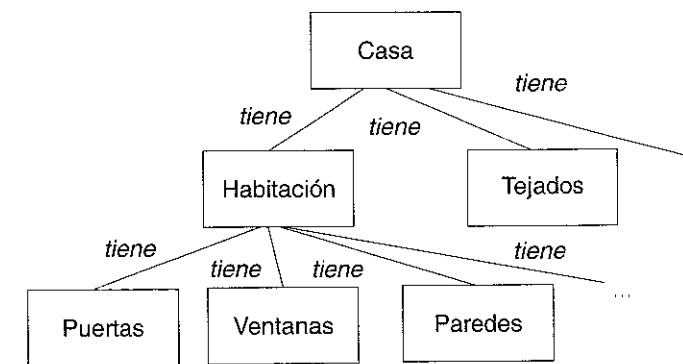 Casa
tiene
tiene
tiene
Habitación
Tejados
tiene
tiene
tiene
tiene
...
Puertas
Ventanas
Paredes